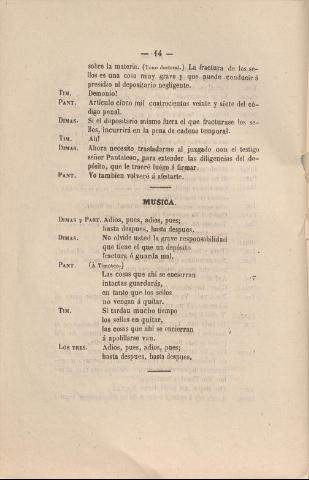 — 14 —
sobre la materia. (Tono doctoral.) La fractura de los se-
llos es una cosa muy grave y que puede conducir á
presidio al depositario negligente.
TIM. Demonio!
PANT. Artículo cinco mil cuatrocientos veinte y siete del có-
digo penal.
DIMAS. Si el depositario mismo fuera el que fracturase los se-
llos, incurrirá en la pena de cadena temporal.
TIM. Ah!
DIMAS. Ahora necesito trasladarme al juzgado con el testigo
señor Pantaleon, para extender las diligencias del de-
pósito, que le traeré luego á firmar.
PANT. Yo tambien volveré á afeitarle.
MUSICA.
DIMAS y PANT. Adios, pues, adios, pues;
hasta despues, hasta despues.
DIMAS. No olvide usted la grave responsabilidad
que tiene el que un depósito
fractura ó guarda mal.
PANT (Á Timoteo.)
Las cosas que ahí se encierran
intactas guardarás,
en tanto que los sellos
no vengan á quitar.
TIM. Si tardan mucho tiempo
los sellos en quitar,
las cosas que ahí se encierran
á apolillarse van.
LOS TRES. Adios, pues, adios, pues;
hasta despues, hasta despues.